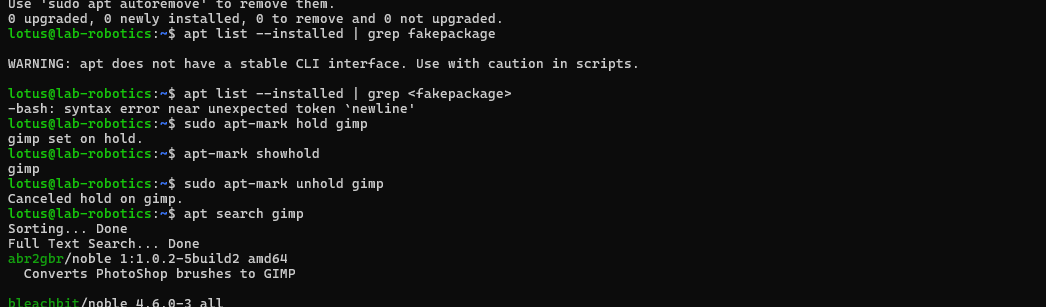 Use 'sudo apt autoremove' to remove them.
0 upgraded, 0 newly installed, 0 to remove and 0 not upgraded.
lotus@lab-robotics:~$ apt list --installed | grep fakepackage
WARNING: apt does not have a stable CLI interface. Use with caution in scripts.
lotus@lab-robotics:~$ apt list --installed | grep <fakepackage>
-bash: syntax error near unexpected token `newline'
lotus@lab-robotics:~$ sudo apt-mark hold gimp
gimp set on hold.
lotus@lab-robotics:~$ apt-mark showhold
gimp
lotus@lab-robotics:~$ sudo apt-mark unhold gimp
Canceled hold on gimp.
lotus@lab-robotics:~$ apt search gimp
Sorting... Done
Full Text Search... Done
abr2gbr/noble 1:1.0.2-5build2 amd64
  Converts PhotoShop brushes to GIMP
bleachbit/noble 4.6.0-3 all